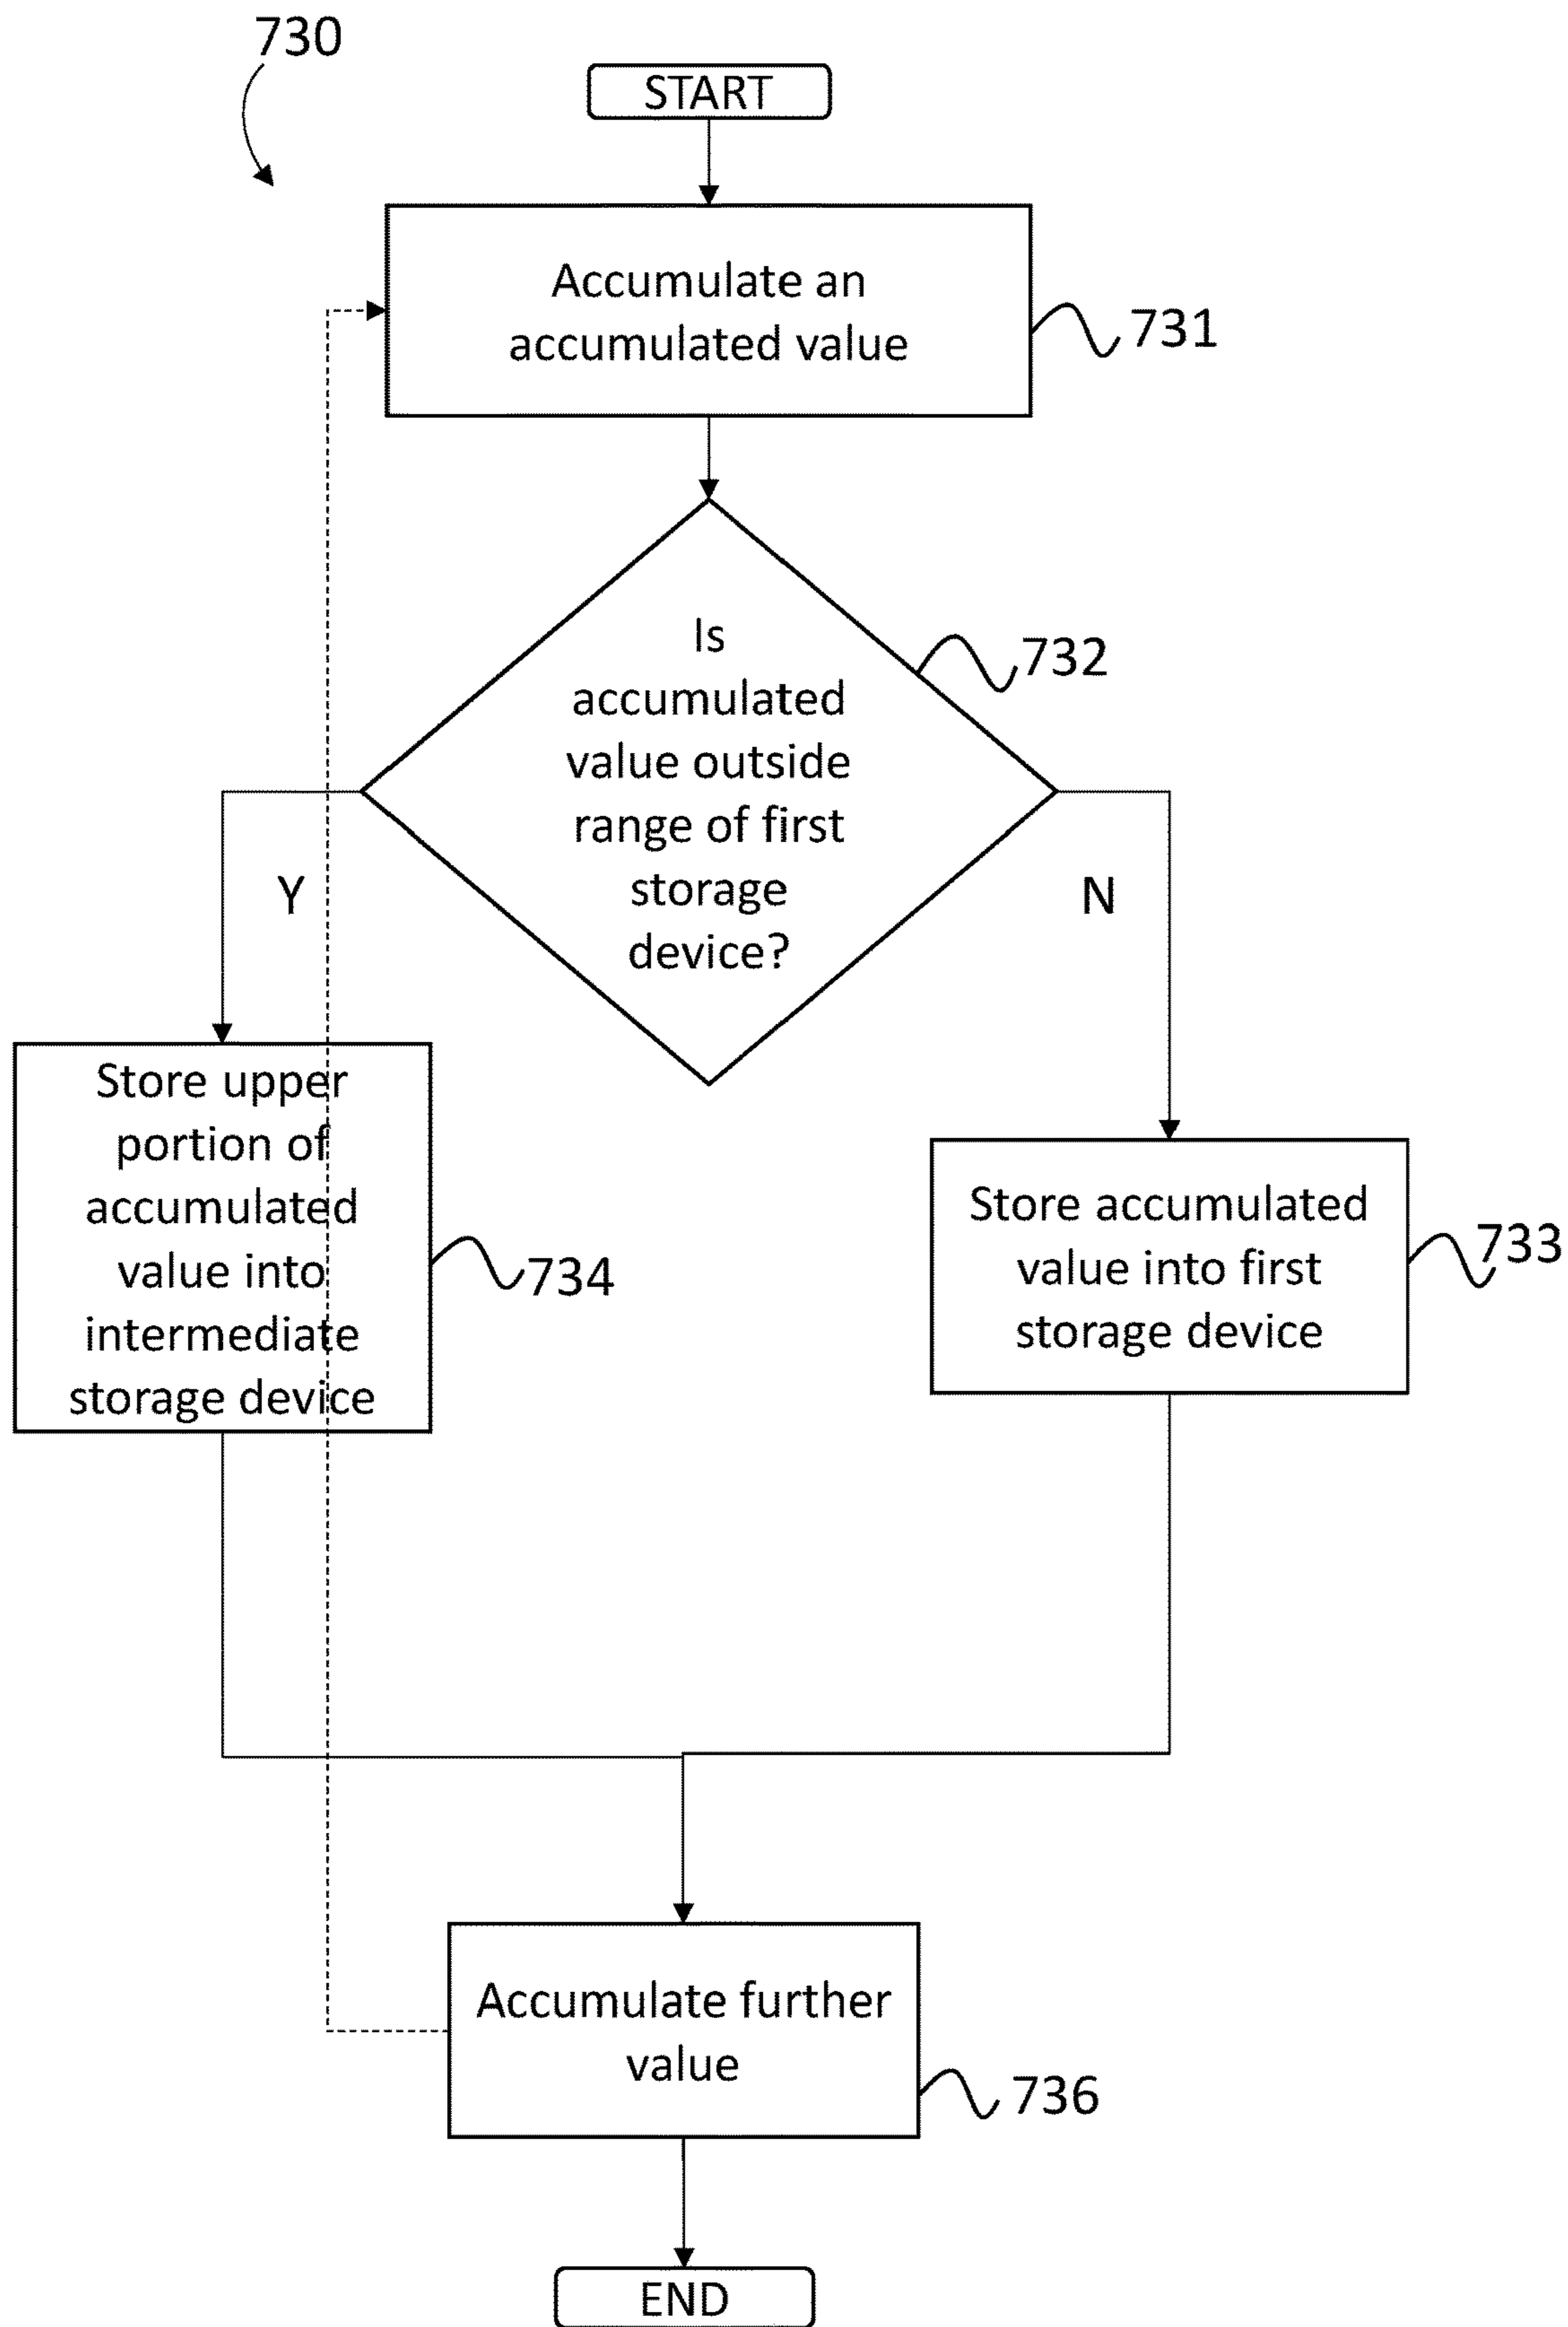 730
START
Accumulate an
accumulated value
731
Is
accumulated
value outside
range of first
storage
device?
732
Y
N
Store upper
portion of
accumulated
value into
intermediate
storage device
734
Store accumulated
value into first
storage device
733
Accumulate further
value
736
END